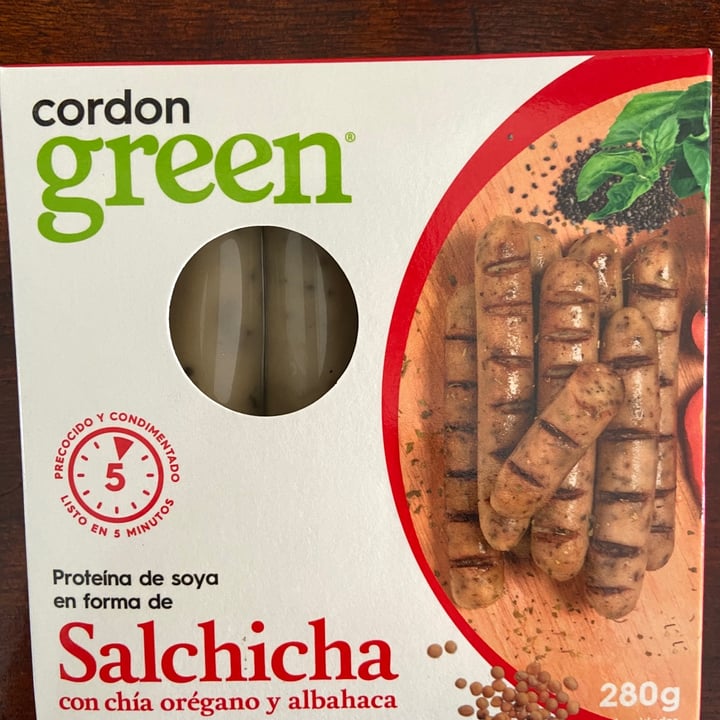 cordon
green®
PRECOCIDO Y CONDIMENTADO
5
LISTO EN 5 MINUTOS
Proteína de soya
en forma de
Salchicha
con chía orégano y albahaca
280g